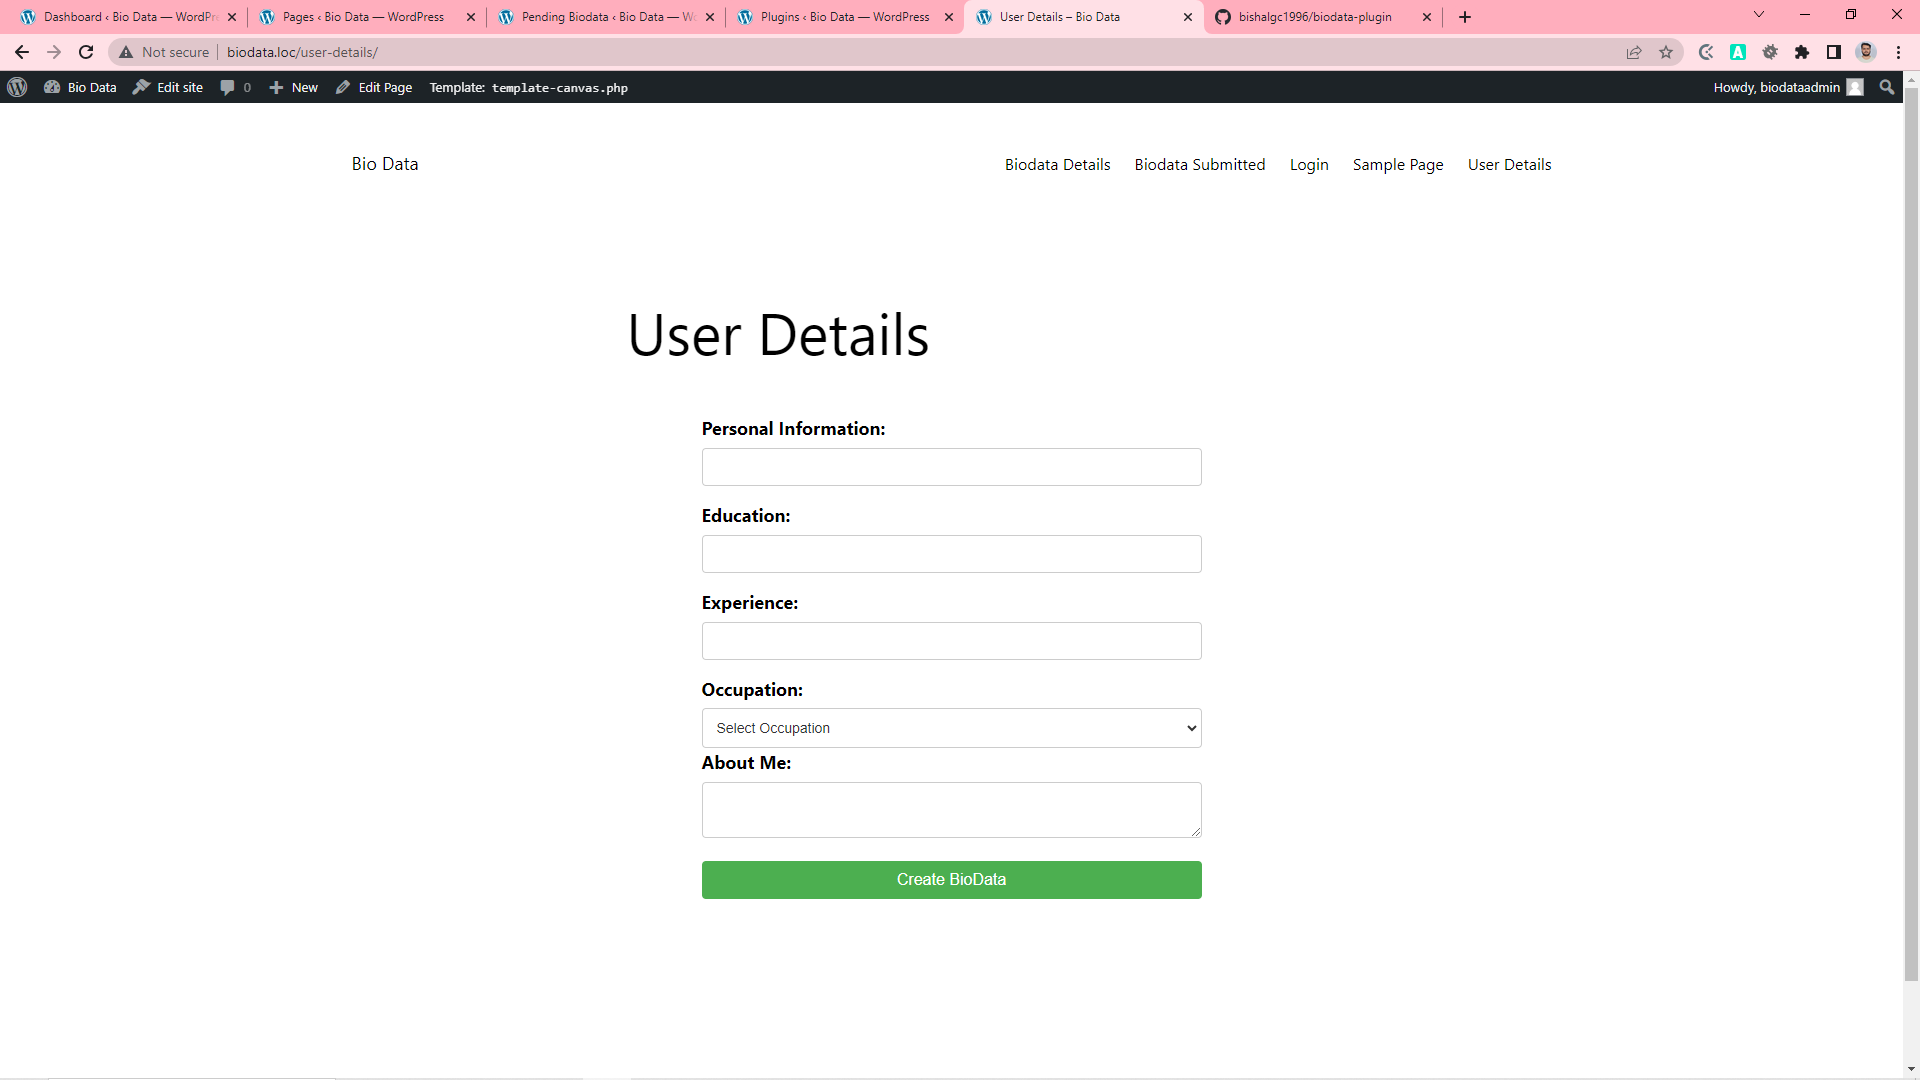 Dashboard ‹ Bio Data — WordPr
Pages ‹ Bio Data — WordPress
Pending Biodata ‹ Bio Data — Wo
Plugins ‹ Bio Data — WordPress
User Details – Bio Data
bishalgc1996/biodata-plugin
Not secure
biodata.loc/user-details/
A
Bio Data
Edit site
0
New
Edit Page
Template: template-canvas.php
Howdy, biodataadmin
Bio Data
Biodata Details
Biodata Submitted
Login
Sample Page
User Details
User Details
Personal Information:
Education:
Experience:
Occupation:
Select Occupation
About Me:
Create BioData